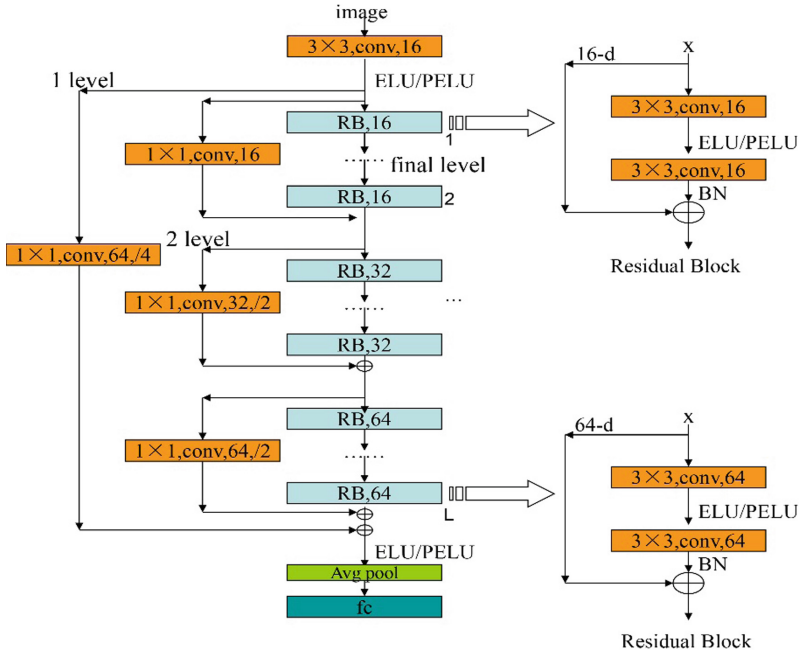 image
3×3,conv,16
ELU/PELU
1 level
RB,16
1
1×1,conv,16
......
final level
RB,16
2
2 level
1×1,conv,64,/4
RB,32
1×1,conv,32,/2
......
...
RB,32
RB,64
1×1,conv,64,/2
......
RB,64
L
ELU/PELU
Avg pool
fc
x
16-d
3×3,conv,16
ELU/PELU
3×3,conv,16
BN
Residual Block
x
64-d
3×3,conv,64
ELU/PELU
3×3,conv,64
BN
Residual Block